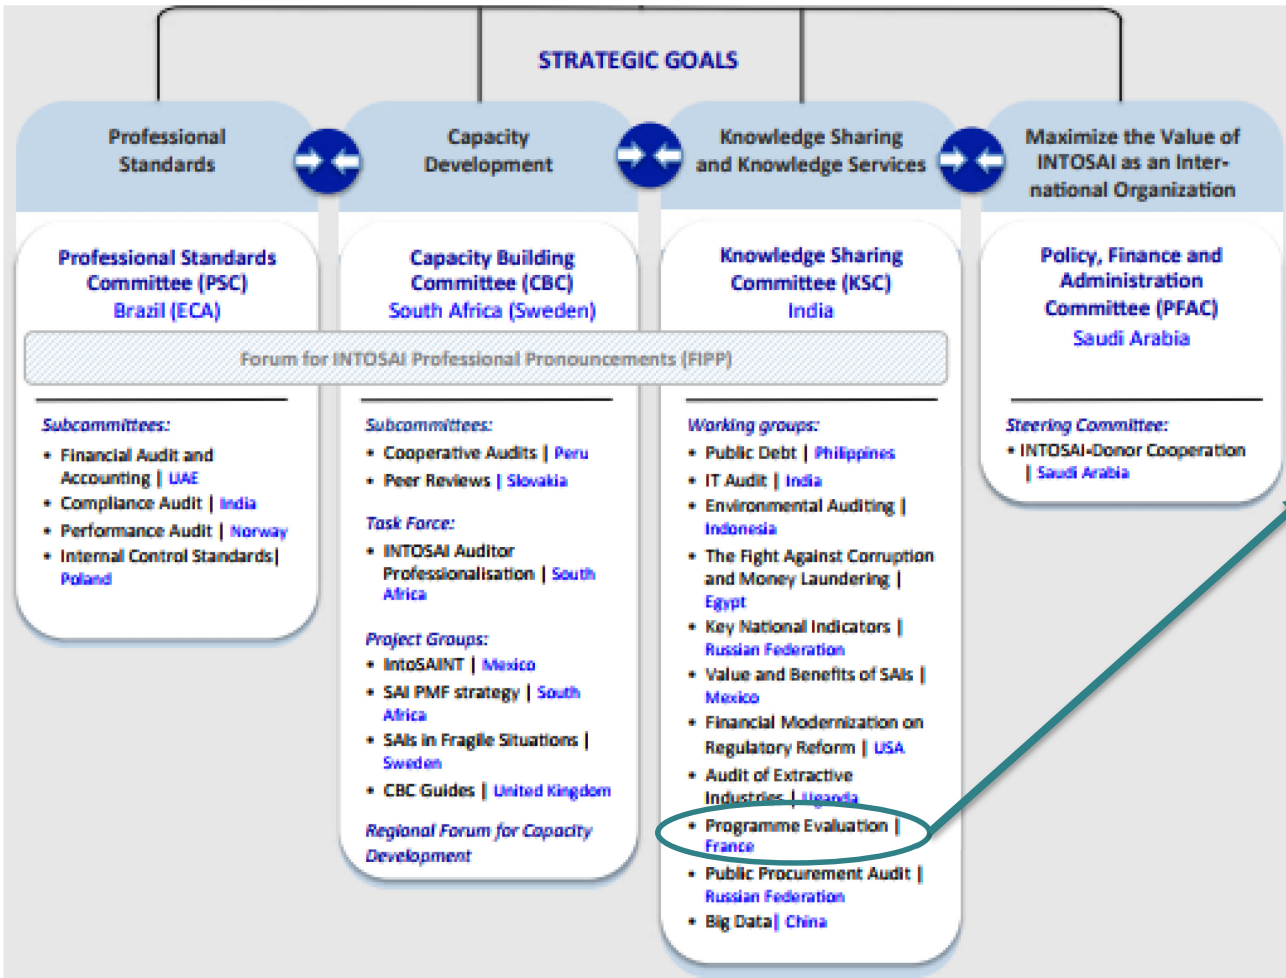 STRATEGIC GOALS
Professional
Standards
Capacity
Development
Knowledge Sharing
and Knowledge Services
Maximize the Value of
INTOSAI as an Inter-
national Organization
Professional Standards
Committee (PSC)
Brazil (ECA)
Capacity Building
Committee (CBC)
South Africa (Sweden)
Knowledge Sharing
Committee (KSC)
India
Policy, Finance and
Administration
Committee (PFAC)
Saudi Arabia
Forum for INTOSAI Professional Pronouncements (FIPP)
Subcommittees:
• Financial Audit and
Accounting | UAE
• Compliance Audit | India
• Performance Audit | Norway
• Internal Control Standards|
Poland
Subcommittees:
• Cooperative Audits | Peru
• Peer Reviews | Slovakia
Task Force:
• INTOSAI Auditor
Professionalisation | South
Africa
Project Groups:
• IntoSAINT | Mexico
• SAI PMF strategy | South
Africa
• SAIs in Fragile Situations |
Sweden
• CBC Guides | United Kingdom
Regional Forum for Capacity
Development
Working groups:
• Public Debt | Philippines
• IT Audit | India
• Environmental Auditing |
Indonesia
• The Fight Against Corruption
and Money Laundering |
Egypt
• Key National Indicators |
Russian Federation
• Value and Benefits of SAIs |
Mexico
• Financial Modernization on
Regulatory Reform | USA
• Audit of Extractive
Industries | Uganda
• Programme Evaluation |
France
• Public Procurement Audit |
Russian Federation
• Big Data| China
Steering Committee:
• INTOSAI-Donor Cooperation
| Saudi Arabia